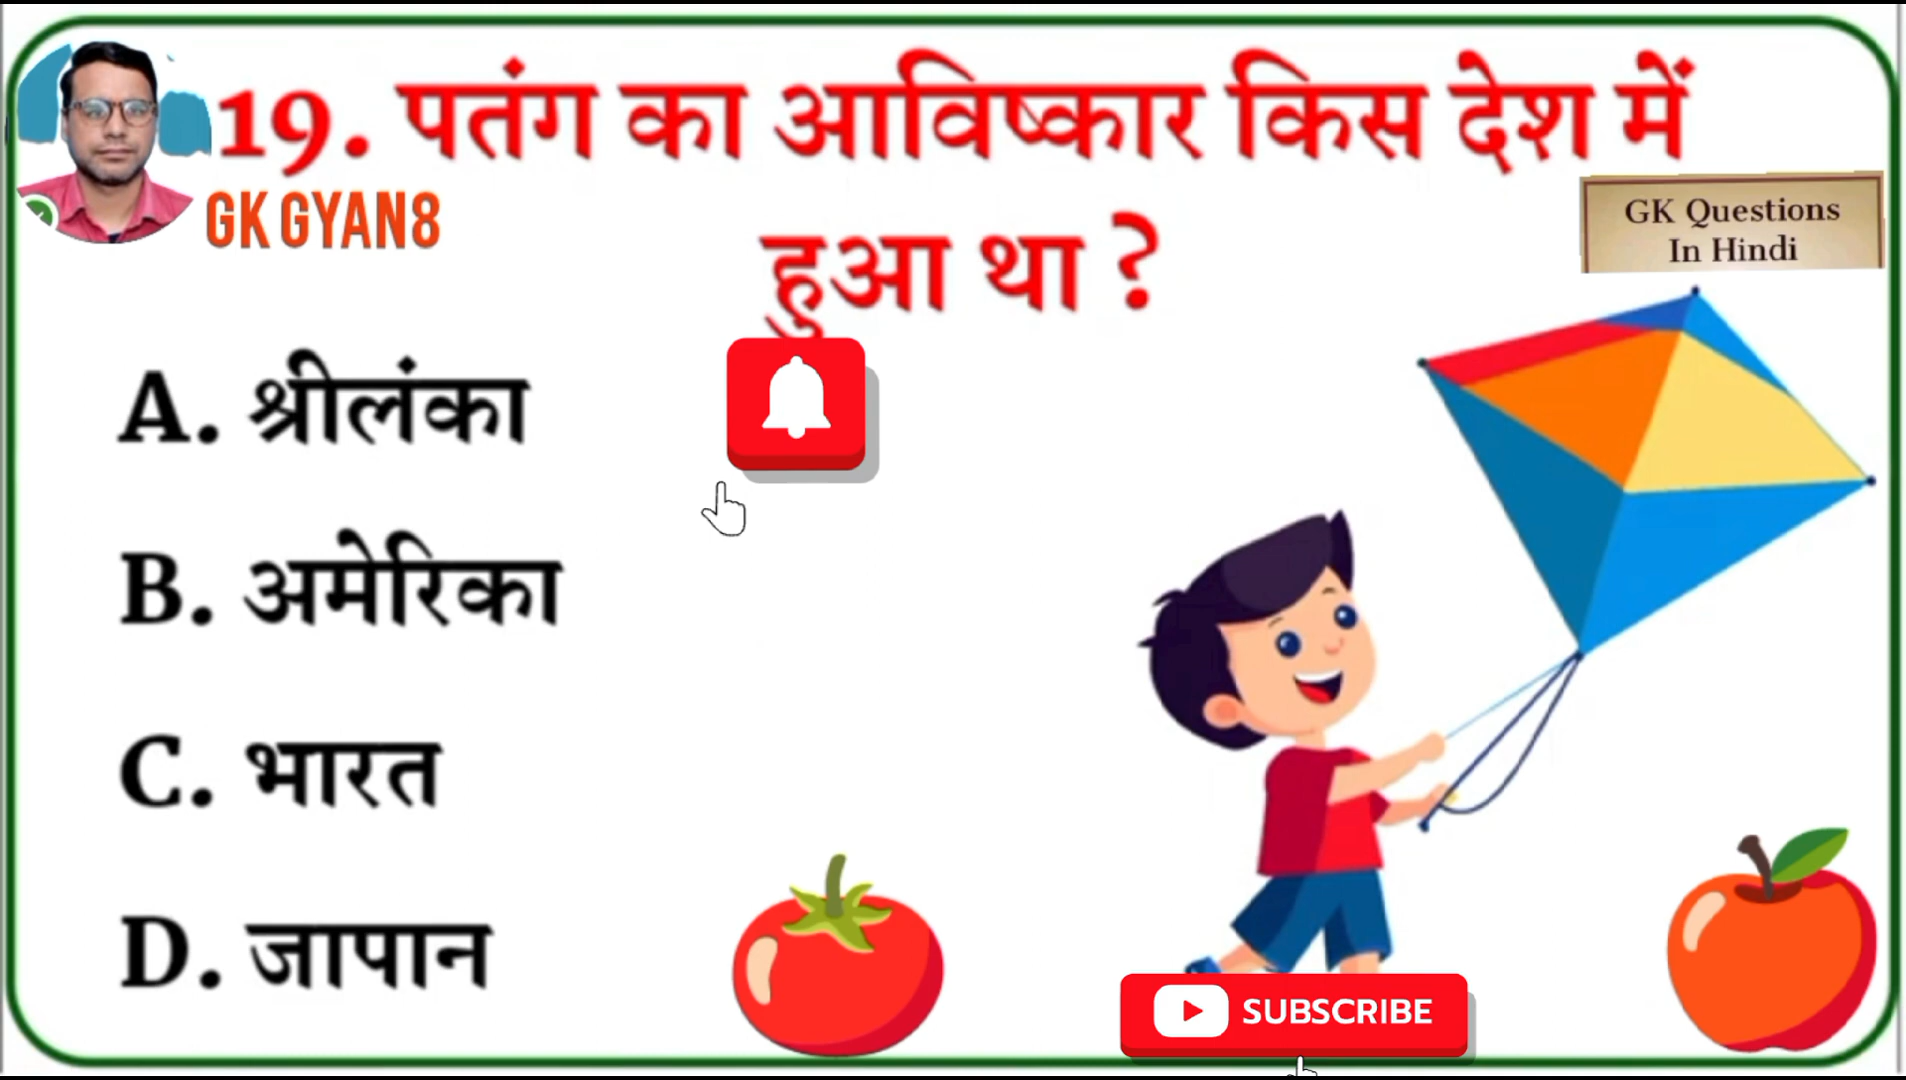 19. पतंग का आविष्कार किस देश में
हुआ था ?
GK GYAN8
GK Questions
In Hindi
A. श्रीलंका
B. अमेरिका
C. भारत
D. जापान
SUBSCRIBE